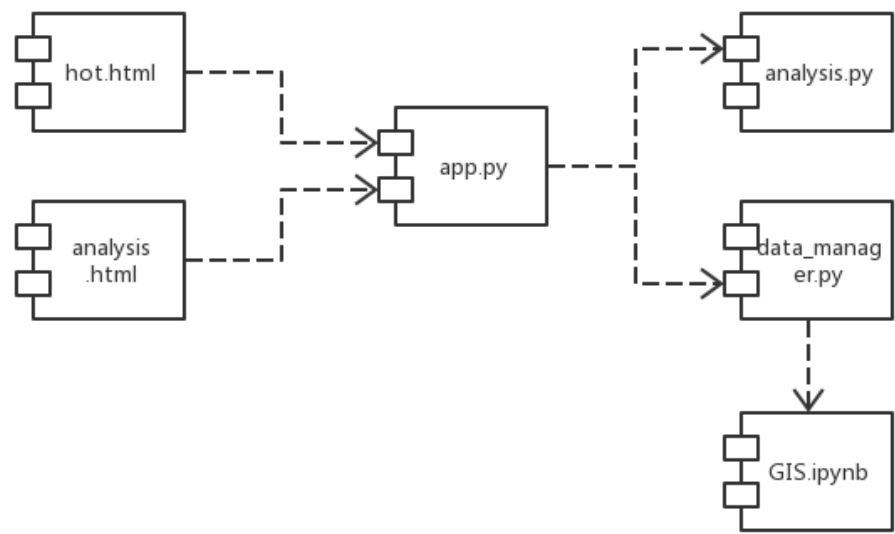 hot.html
analysis.py
app.py
analysis
.html
data_manag
er.py
GIS.ipynb